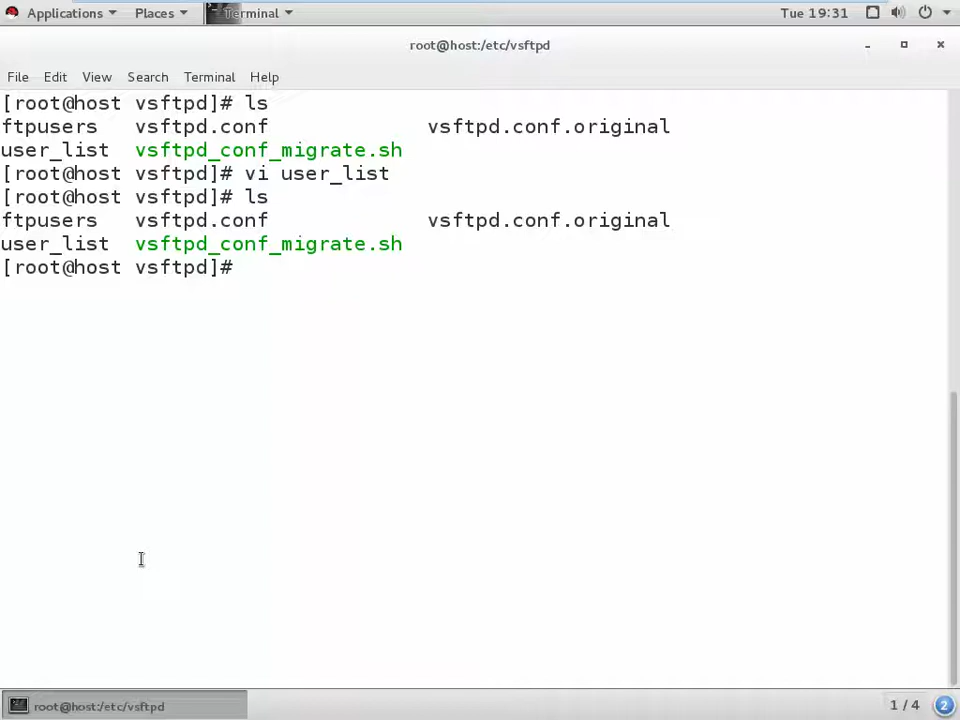 Applications Places Terminal Tue 19:31
root@host:/etc/vsftpd
File Edit View Search Terminal Help
[root@host vsftpd]# ls
ftpusers vsftpd.conf vsftpd.conf.original
user_list vsftpd_conf_migrate.sh
[root@host vsftpd]# vi user_list
[root@host vsftpd]# ls
ftpusers vsftpd.conf vsftpd.conf.original
user_list vsftpd_conf_migrate.sh
[root@host vsftpd]#
root@host:/etc/vsftpd 1 / 4 2